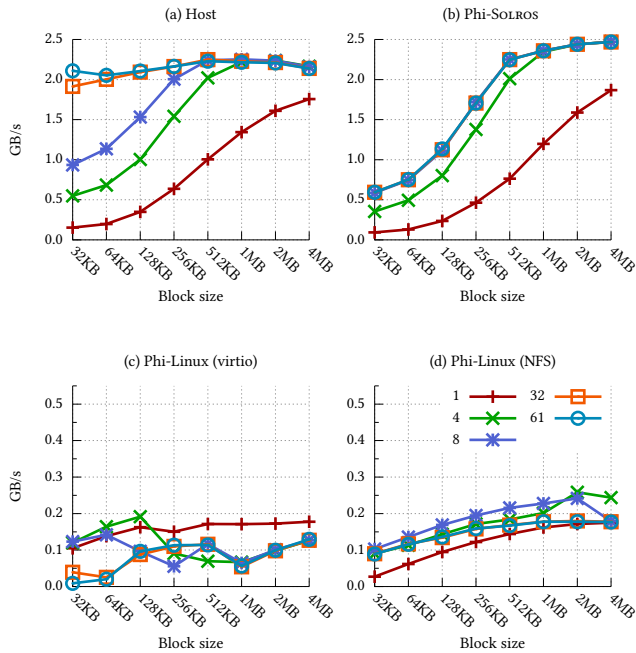 (a) Host
(b) Phi-SOLROS
2.5
2.0
1.5
1.0
0.5
0.0
GB/s
32KB 64KB 128KB 256KB 512KB 1MB 2MB 4MB
Block size
2.5
2.0
1.5
1.0
0.5
0.0
32KB 64KB 128KB 256KB 512KB 1MB 2MB 4MB
Block size
(c) Phi-Linux (virtio)
(d) Phi-Linux (NFS)
0.5
0.4
0.3
0.2
0.1
0.0
GB/s
32KB 64KB 128KB 256KB 512KB 1MB 2MB 4MB
Block size
0.5
0.4
0.3
0.2
0.1
0.0
1 32
4 61
8
32KB 64KB 128KB 256KB 512KB 1MB 2MB 4MB
Block size